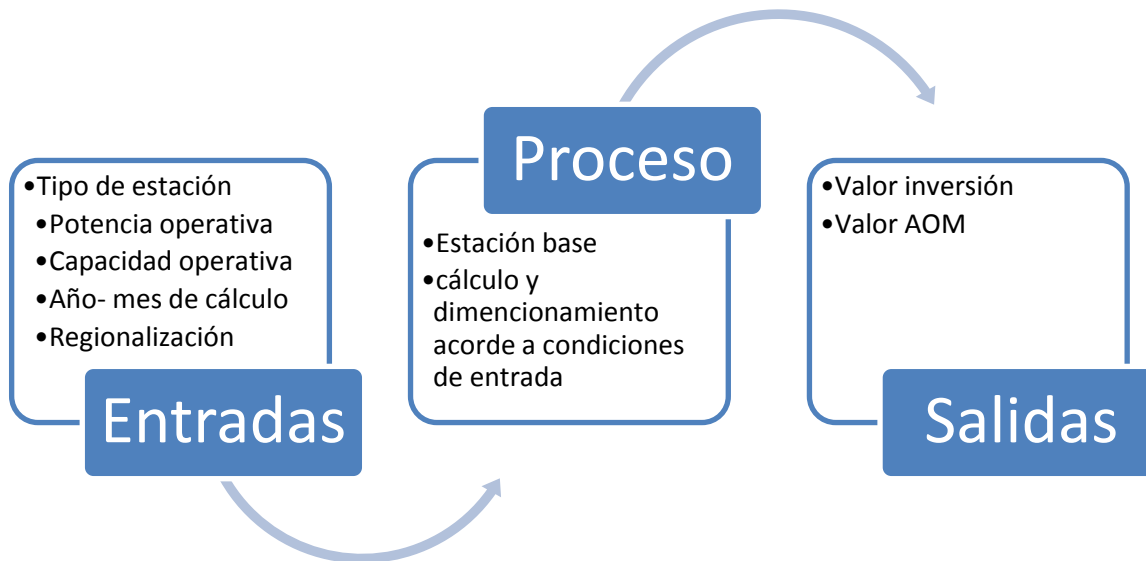 •Tipo de estación
•Potencia operativa
•Capacidad operativa
•Año- mes de cálculo
•Regionalización
Entradas
Proceso
•Estación base
•cálculo y
dimencionamiento
acorde a condiciones
de entrada
•Valor inversión
•Valor AOM
Salidas